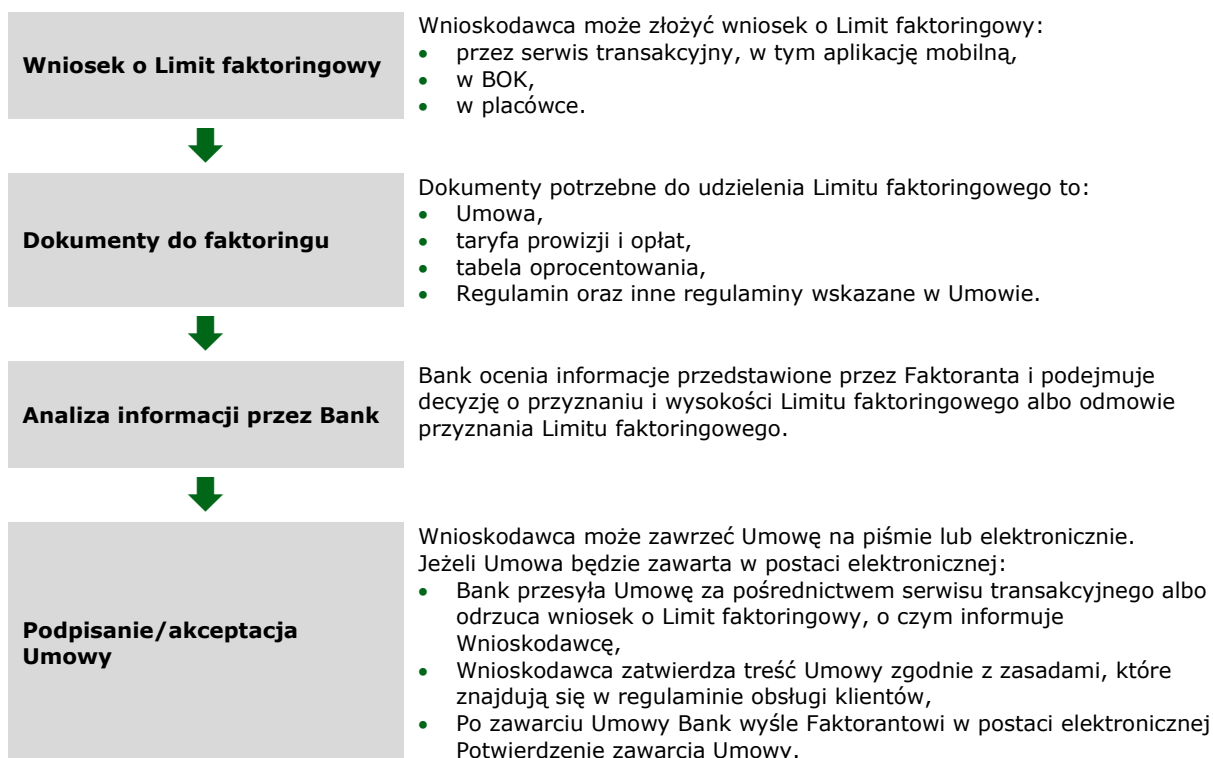 Wniosek o Limit faktoringowy
Wnioskodawca może złożyć wniosek o Limit faktoringowy:
• przez serwis transakcyjny, w tym aplikację mobilną,
• w BOK,
• w placówce.
Dokumenty do faktoringu
Dokumenty potrzebne do udzielenia Limitu faktoringowego to:
• Umowa,
• taryfa prowizji i opłat,
• tabela oprocentowania,
• Regulamin oraz inne regulaminy wskazane w Umowie.
Analiza informacji przez Bank
Bank ocenia informacje przedstawione przez Faktoranta i podejmuje
decyzję o przyznaniu i wysokości Limitu faktoringowego albo odmowie
przyznania Limitu faktoringowego.
Podpisanie/akceptacja
Umowy
Wnioskodawca może zawrzeć Umowę na piśmie lub elektronicznie.
Jeżeli Umowa będzie zawarta w postaci elektronicznej:
• Bank przesyła Umowę za pośrednictwem serwisu transakcyjnego albo
odrzuca wniosek o Limit faktoringowy, o czym informuje
Wnioskodawcę,
• Wnioskodawca zatwierdza treść Umowy zgodnie z zasadami, które
znajdują się w regulaminie obsługi klientów,
• Po zawarciu Umowy Bank wyśle Faktorantowi w postaci elektronicznej
Potwierdzenie zawarcia Umowy.